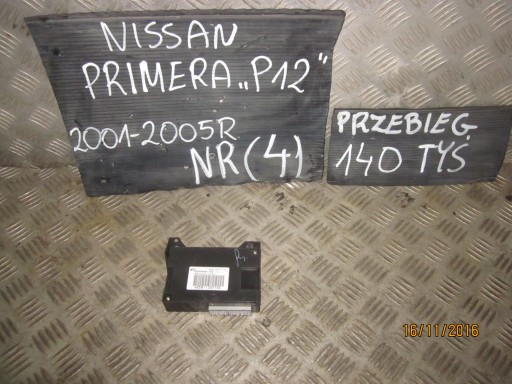 NISSAN
PRIMERA „P12"
2001-2005R
NR (4)
PRZEBIEG
140 TYŚ
16/11/2016